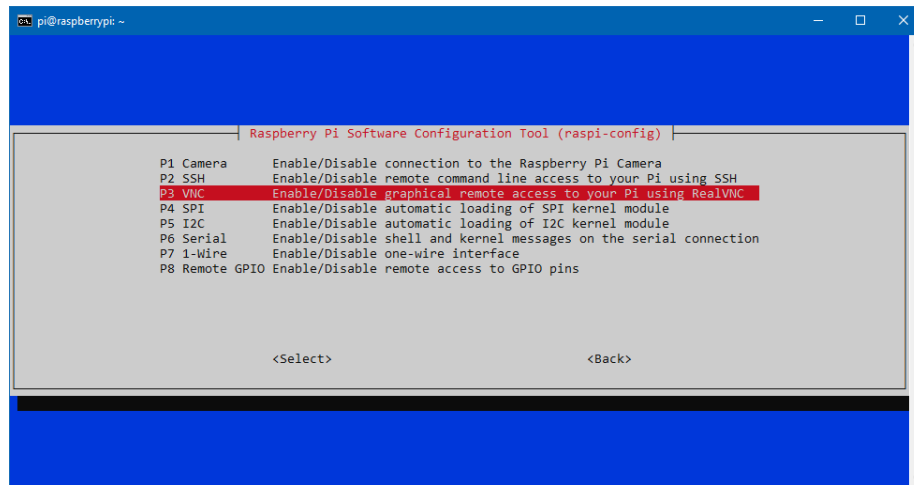 pi@raspberrypi: ~
Raspberry Pi Software Configuration Tool (raspi-config)
P1 Camera Enable/Disable connection to the Raspberry Pi Camera
P2 SSH Enable/Disable remote command line access to your Pi using SSH
P3 VNC Enable/Disable graphical remote access to your Pi using RealVNC
P4 SPI Enable/Disable automatic loading of SPI kernel module
P5 I2C Enable/Disable automatic loading of I2C kernel module
P6 Serial Enable/Disable shell and kernel messages on the serial connection
P7 1-Wire Enable/Disable one-wire interface
P8 Remote GPIO Enable/Disable remote access to GPIO pins
<Select> <Back>